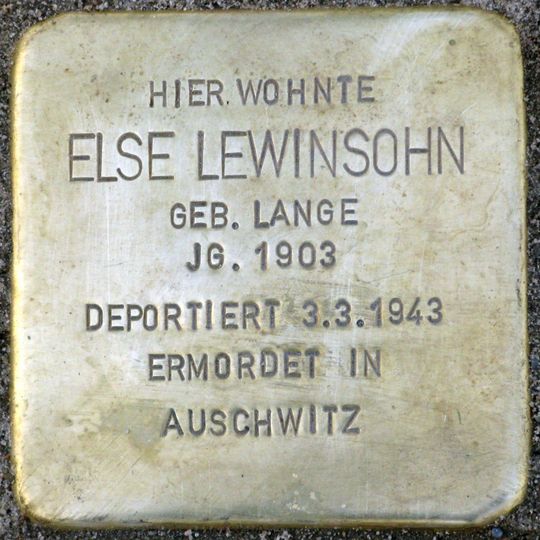 HIER WOHNTE
ELSE LEWINSOHN
GEB. LANGE
JG. 1903
DEPORTIERT 3.3.1943
ERMORDET IN
AUSCHWITZ